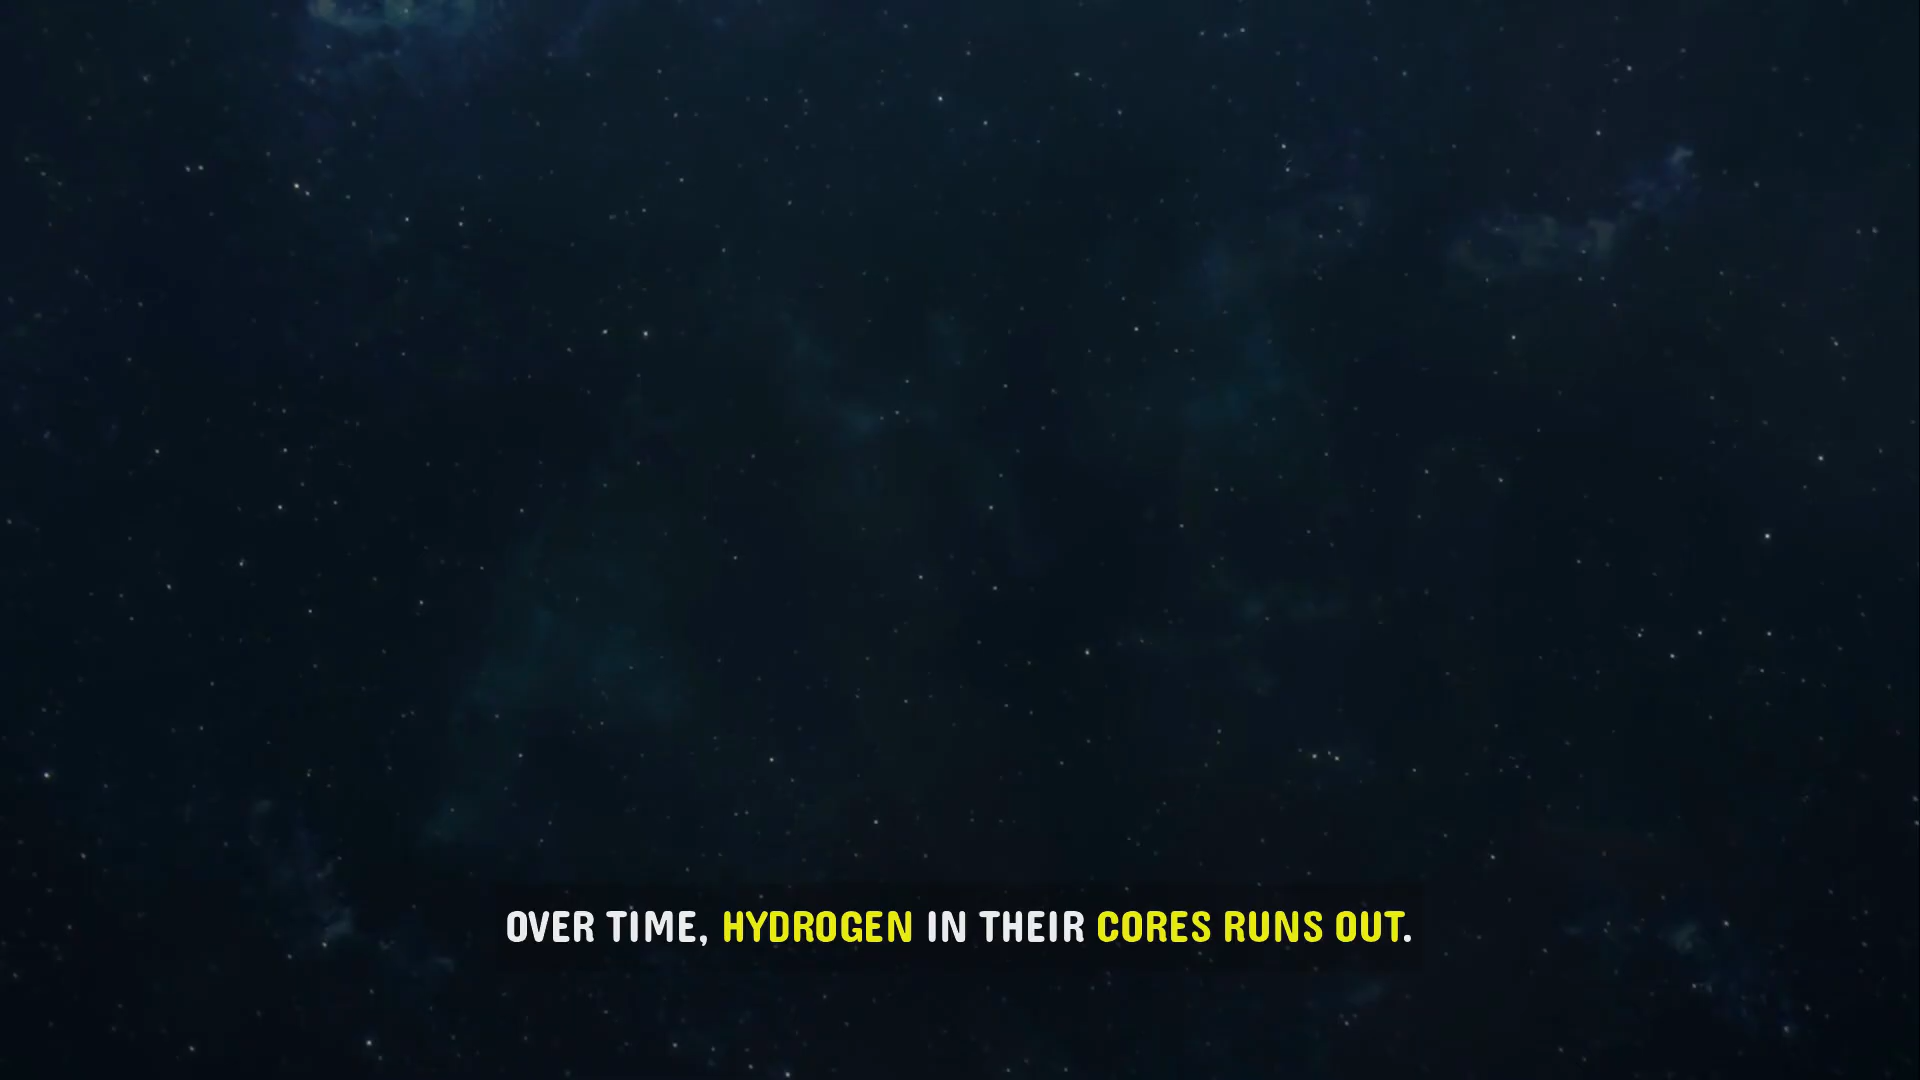 OVER TIME, HYDROGEN IN THEIR CORES RUNS OUT.